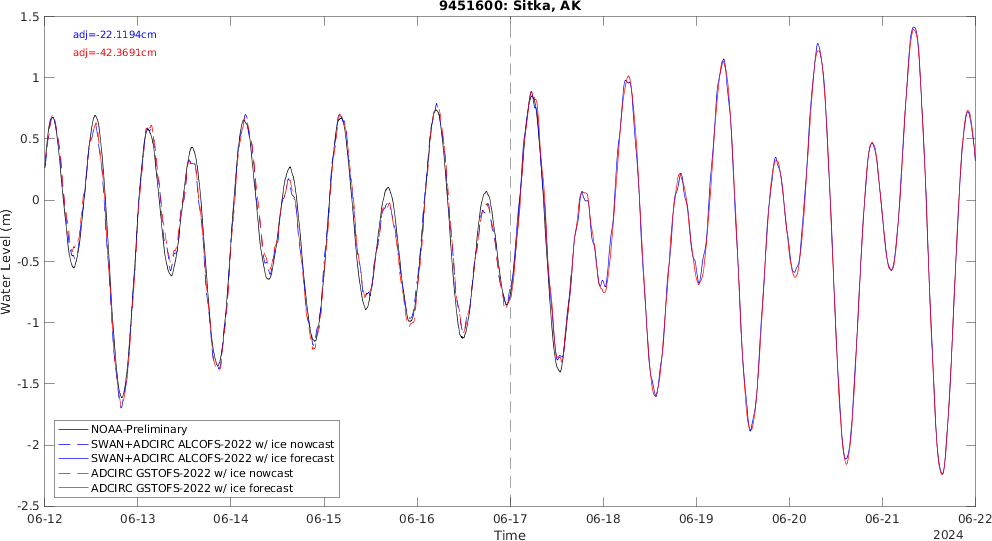 9451600: Sitka, AK
adj=-22.1194cm
adj=-42.3691cm
1.5
1
0.5
0
-0.5
-1
-1.5
-2
-2.5
Water Level (m)
NOAA-Preliminary
SWAN+ADCIRC ALCOFS-2022 w/ ice nowcast
SWAN+ADCIRC ALCOFS-2022 w/ ice forecast
ADCIRC GSTOFS-2022 w/ ice nowcast
ADCIRC GSTOFS-2022 w/ ice forecast
06-12 06-13 06-14 06-15 06-16 06-17 06-18 06-19 06-20 06-21 06-22
Time
2024